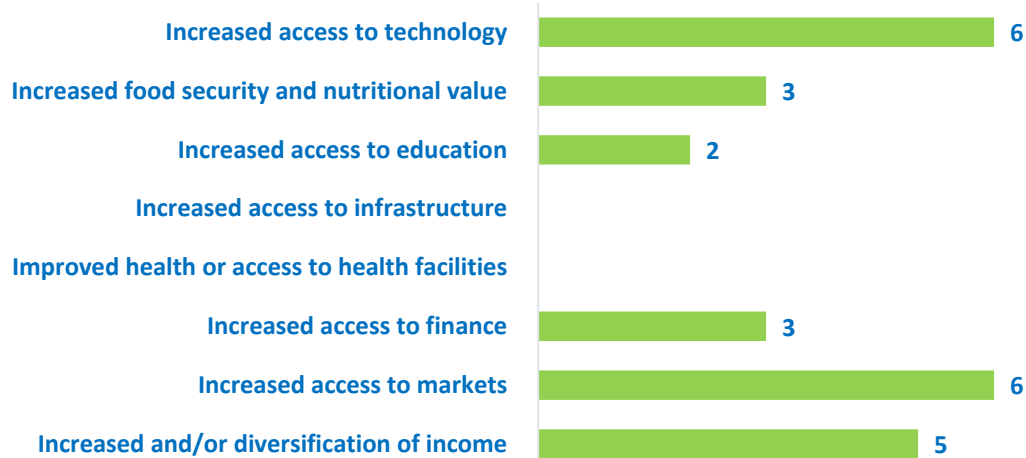 Increased access to technology 6
Increased food security and nutritional value 3
Increased access to education 2
Increased access to infrastructure
Improved health or access to health facilities
Increased access to finance 3
Increased access to markets 6
Increased and/or diversification of income 5